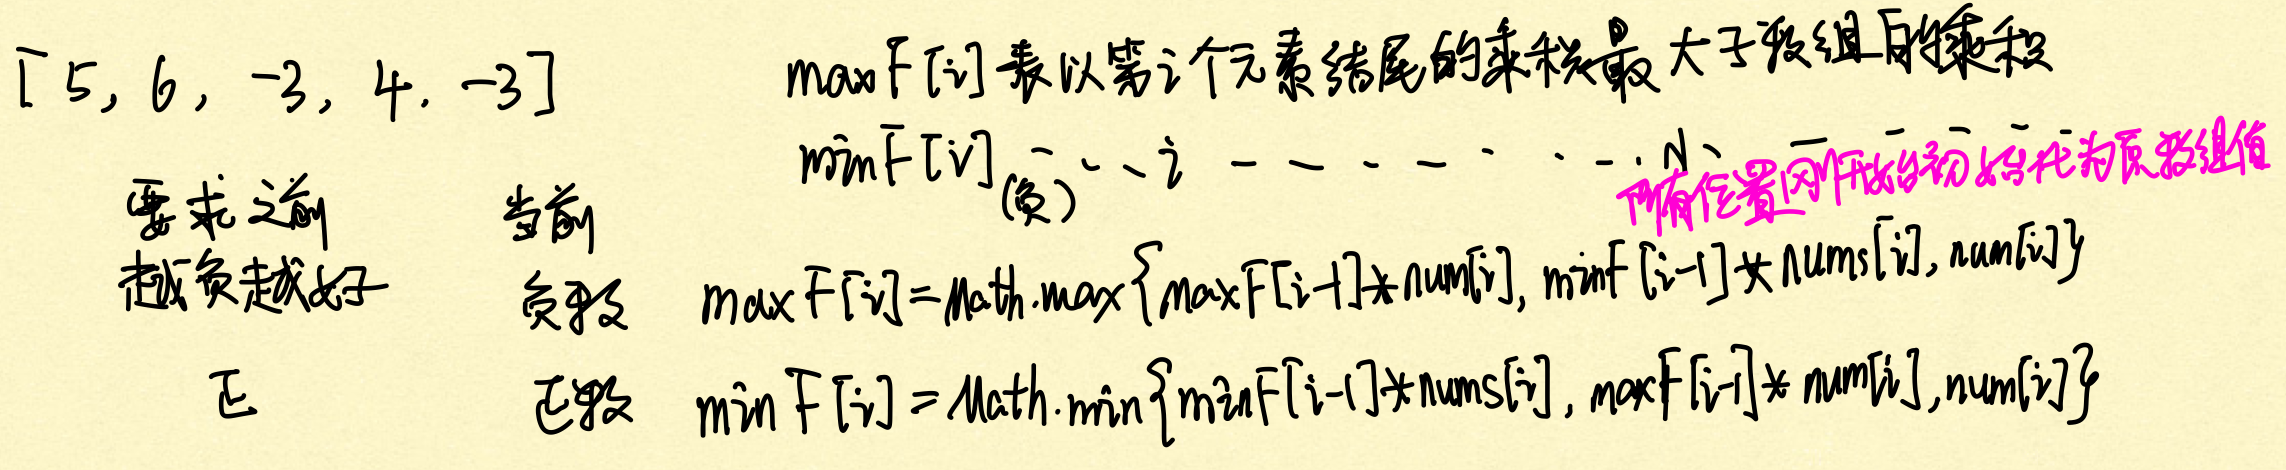 [5, 6, -3, 4, -3]
maxF[i] 表以第i个元素结尾的乘积最大子数组的乘积
minF[i] - - - i - - - - - - - - 小 - - - - -
(负)
所有位置刚开始初始化为原数组值
要求之前 当前
越负越好 负数 maxF[i]=Math.max{maxF[i-1]*num[i], minF[i-1]*nums[i], num[i]}
正 正数 minF[i]=Math.min{minF[i-1]*nums[i], maxF[i-1]*num[i], num[i]}